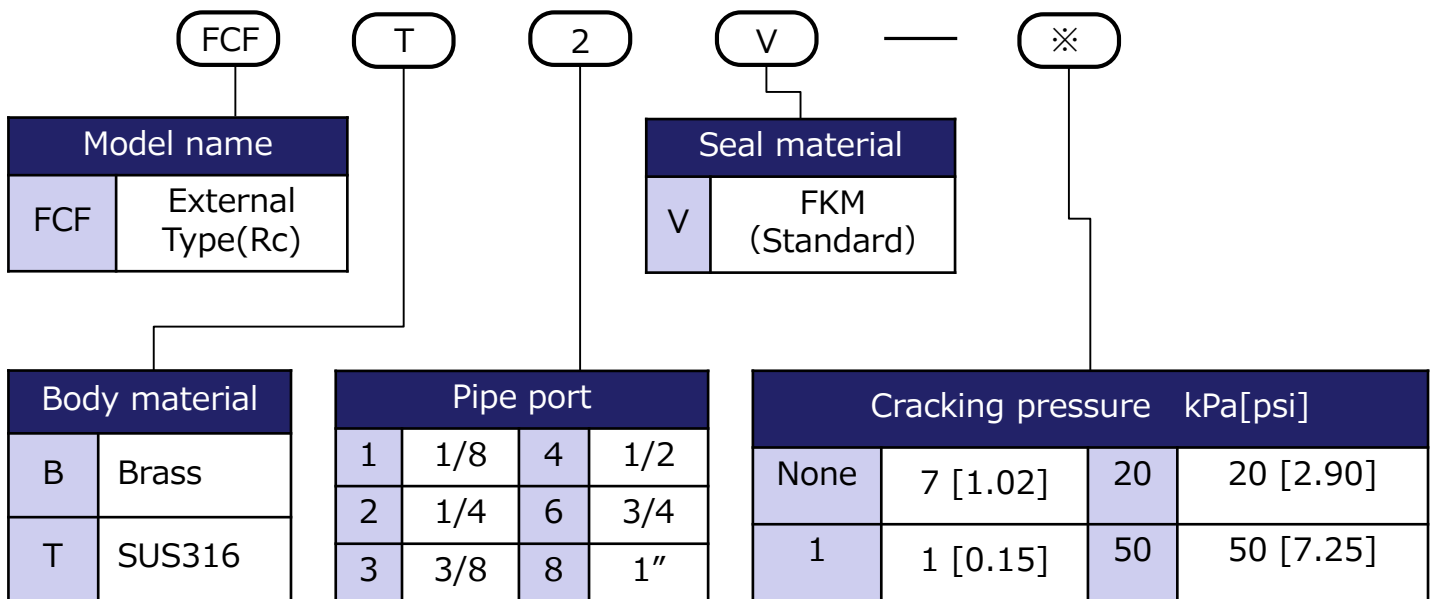 FCF T 2 V — ※
Model name
FCF External
Type(Rc)
Seal material
V FKM
（Standard）
Body material
B Brass
T SUS316
Pipe port
1 1/8 4 1/2
2 1/4 6 3/4
3 3/8 8 1″
Cracking pressure kPa[psi]
None 7 [1.02] 20 20 [2.90]
1 1 [0.15] 50 50 [7.25]